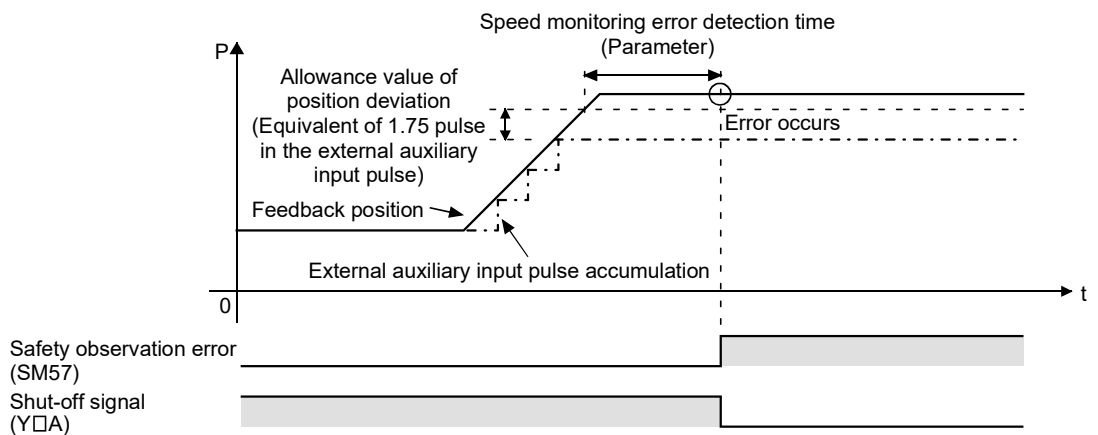 Speed monitoring error detection time
(Parameter)
P
Allowance value of
position deviation
(Equivalent of 1.75 pulse
in the external auxiliary
input pulse)
Error occurs
Feedback position
External auxiliary input pulse accumulation
0
t
Safety observation error
(SM57)
Shut-off signal
(Y□A)